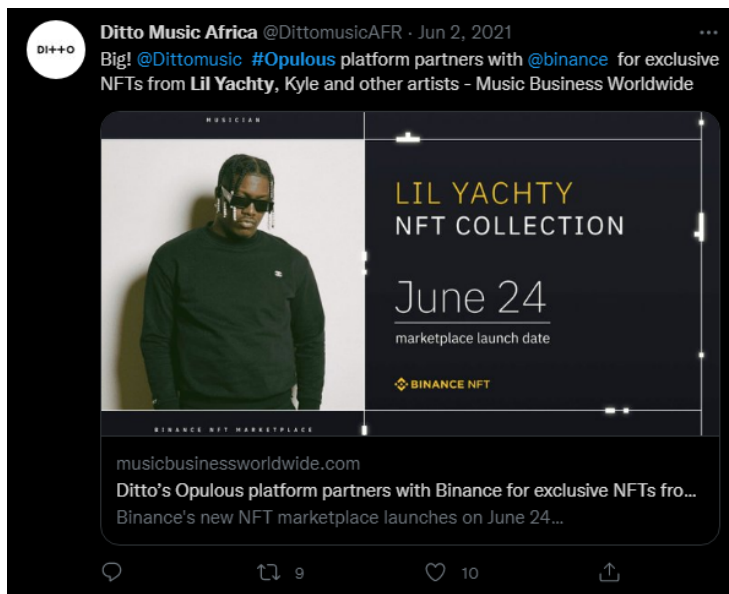 DITTO
Ditto Music Africa @DittomusicAFR · Jun 2, 2021
Big! @Dittomusic #Opulous platform partners with @binance for exclusive
NFTs from Lil Yachty, Kyle and other artists - Music Business Worldwide
MUSICIAN
LIL YACHTY
NFT COLLECTION
June 24
marketplace launch date
BINANCE NFT
BINANCE NFT MARKETPLACE
musicbusinessworldwide.com
Ditto’s Opulous platform partners with Binance for exclusive NFTs fro...
Binance's new NFT marketplace launches on June 24...
9
10